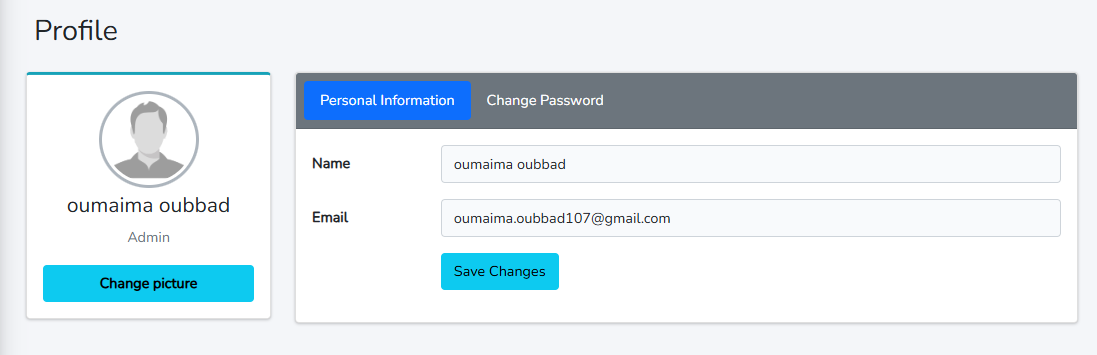 Profile
oumaima oubbad
Admin
Change picture
Personal Information
Change Password
Name
oumaima oubbad
Email
oumaima.oubbad107@gmail.com
Save Changes